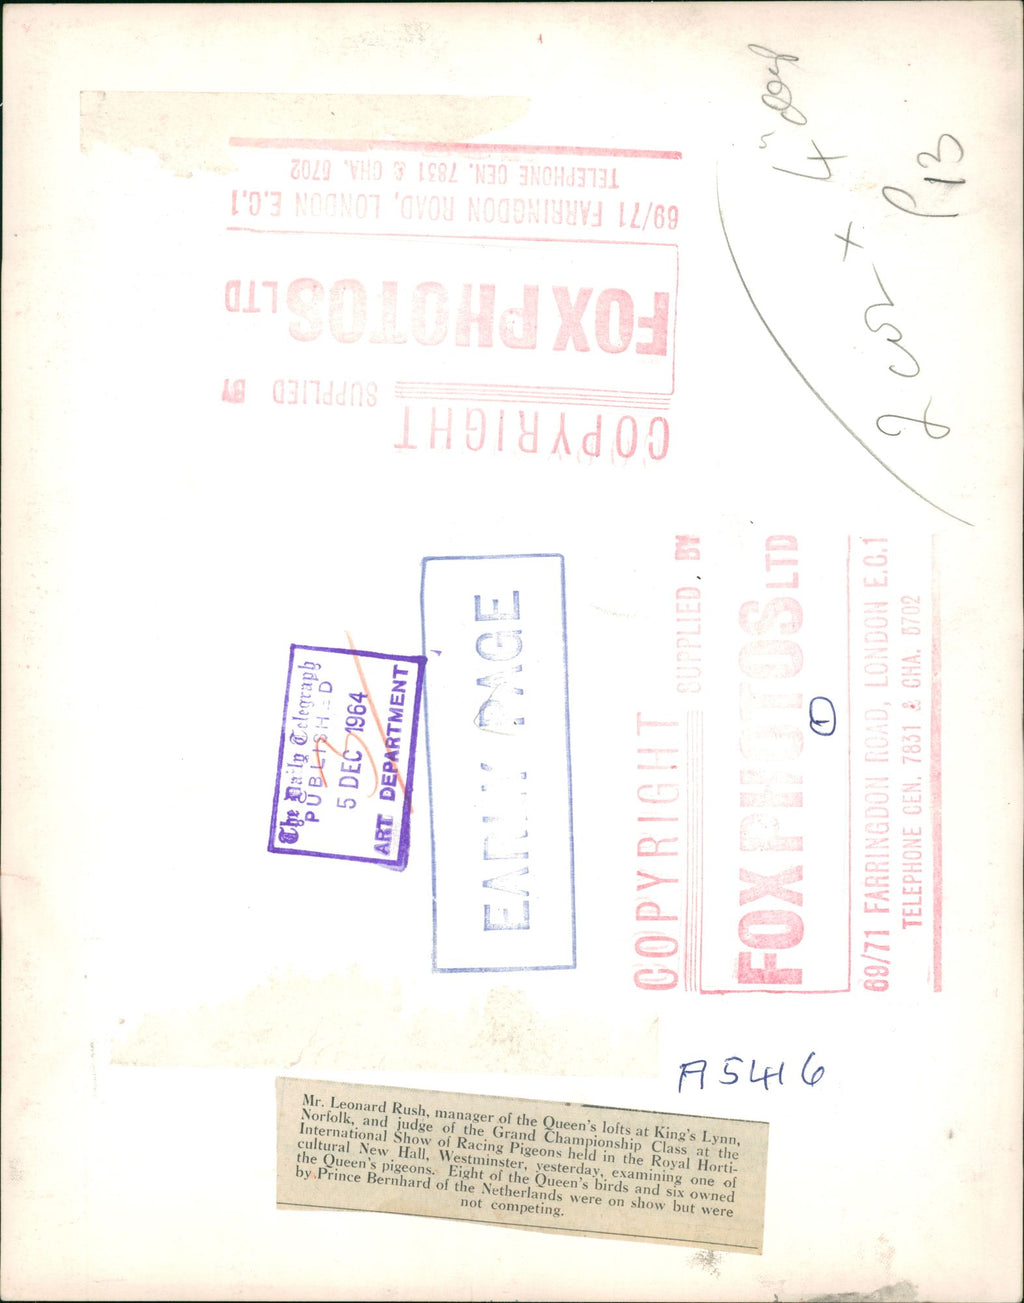 COPYRIGHT
SUPPLIED BY
FOX PHOTOS LTD
69/71 FARRINGDON ROAD, LONDON E.C.1
TELEPHONE CEN. 7831 & CHA. 5702
4"
2 col +
P13
EARLY PAGE
The Daily Telegraph
PUBLISHED
5 DEC 1964
ART DEPARTMENT
COPYRIGHT
SUPPLIED BY
FOX PHOTOS LTD
69/71 FARRINGDON ROAD, LONDON E.C.1
TELEPHONE CEN. 7831 & CHA. 5702
1
A5416
Mr. Leonard Rush, manager of the Queen's lofts at King's Lynn,
Norfolk, and judge of the Grand Championship Class at the
International Show of Racing Pigeons held in the Royal Horti-
cultural New Hall, Westminster, yesterday, examining one of
the Queen's pigeons. Eight of the Queen's birds and six owned
by Prince Bernhard of the Netherlands were on show but were
not competing.